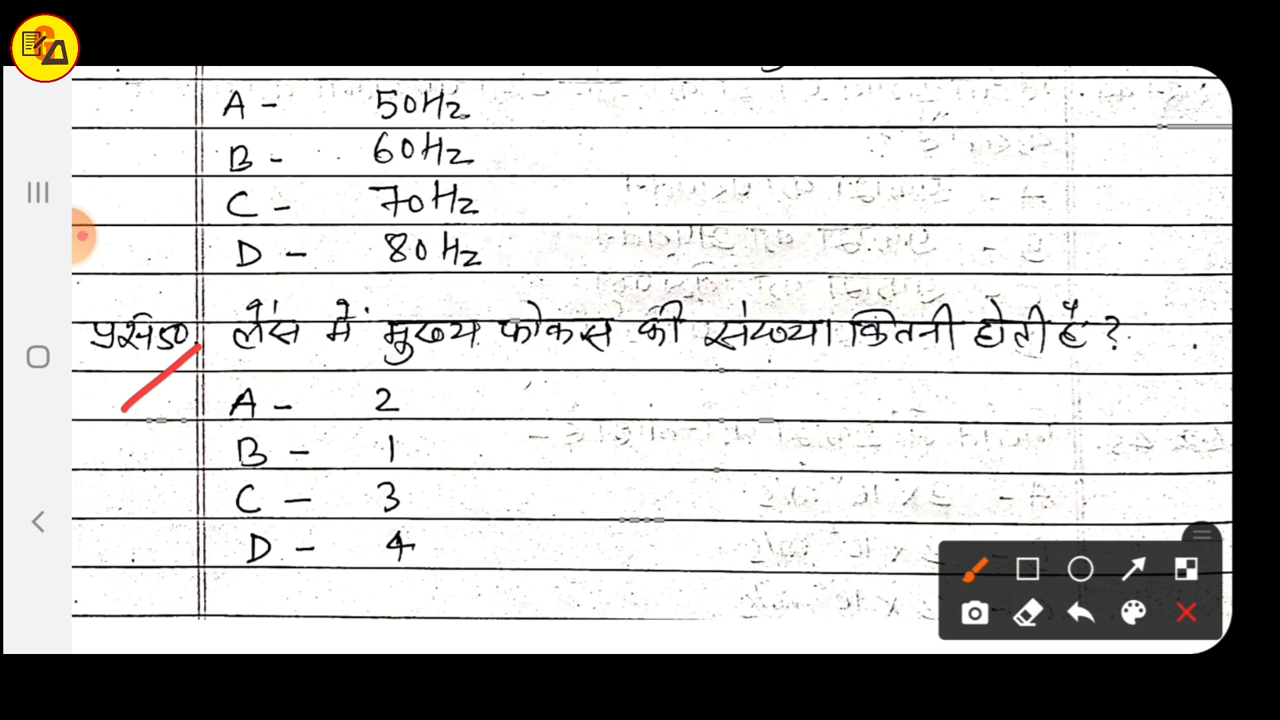 A - 50Hz
B - 60Hz
C - 70Hz
D - 80Hz
प्रश्न50. लेंस में मुख्य फोकस की संख्या कितनी होती है ?
A - 2
B - 1
C - 3
D - 4